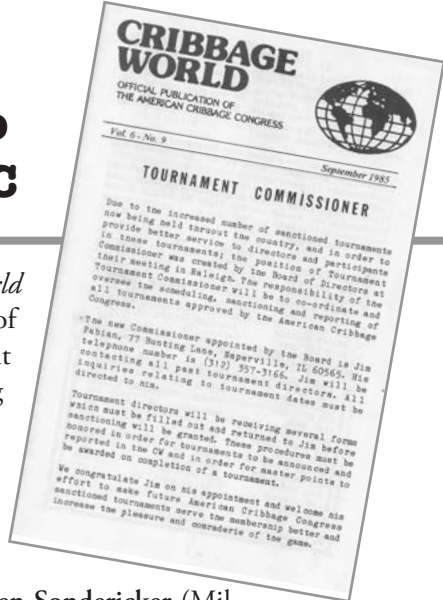 CRIBBAGE
WORLD
OFFICIAL PUBLICATION OF
THE AMERICAN CRIBBAGE CONGRESS
Vol. 6 - No. 9
September 1985
TOURNAMENT COMMISSIONER
Due to the increased number of sanctioned tournaments
now being held thruout the country, and in order to
provide better service to directors and participants
in these tournaments; the position of Tournament
Commissioner was created by the Board of Directors at
their meeting in Raleigh. The responsibility of the
Tournament Commissioner will be to co-ordinate and
oversee the scheduling, sanctioning and reporting of
all tournaments approved by the American Cribbage
Congress.
The new Commissioner appointed by the Board is Jim
Fabian, 77 Bunting Lane, Naperville, IL 60565. His
telephone number is (312) 357-3166. Jim will be
contacting all past tournament directors. All
inquiries relating to tournament dates must be
directed to him.
Tournament directors will be receiving several forms
which must be filled out and returned to Jim before
sanctioning will be granted. These procedures must be
honored in order for tournaments to be announced and
reported in the CW and in order for master points to
be awarded on completion of a tournament.
We congratulate Jim on his appointment and welcome his
effort to make future American Cribbage Congress
sanctioned tournaments serve the membership better and
increase the pleasure and comraderie of the game.
ld
of
t
g
en Sondericker (Mil